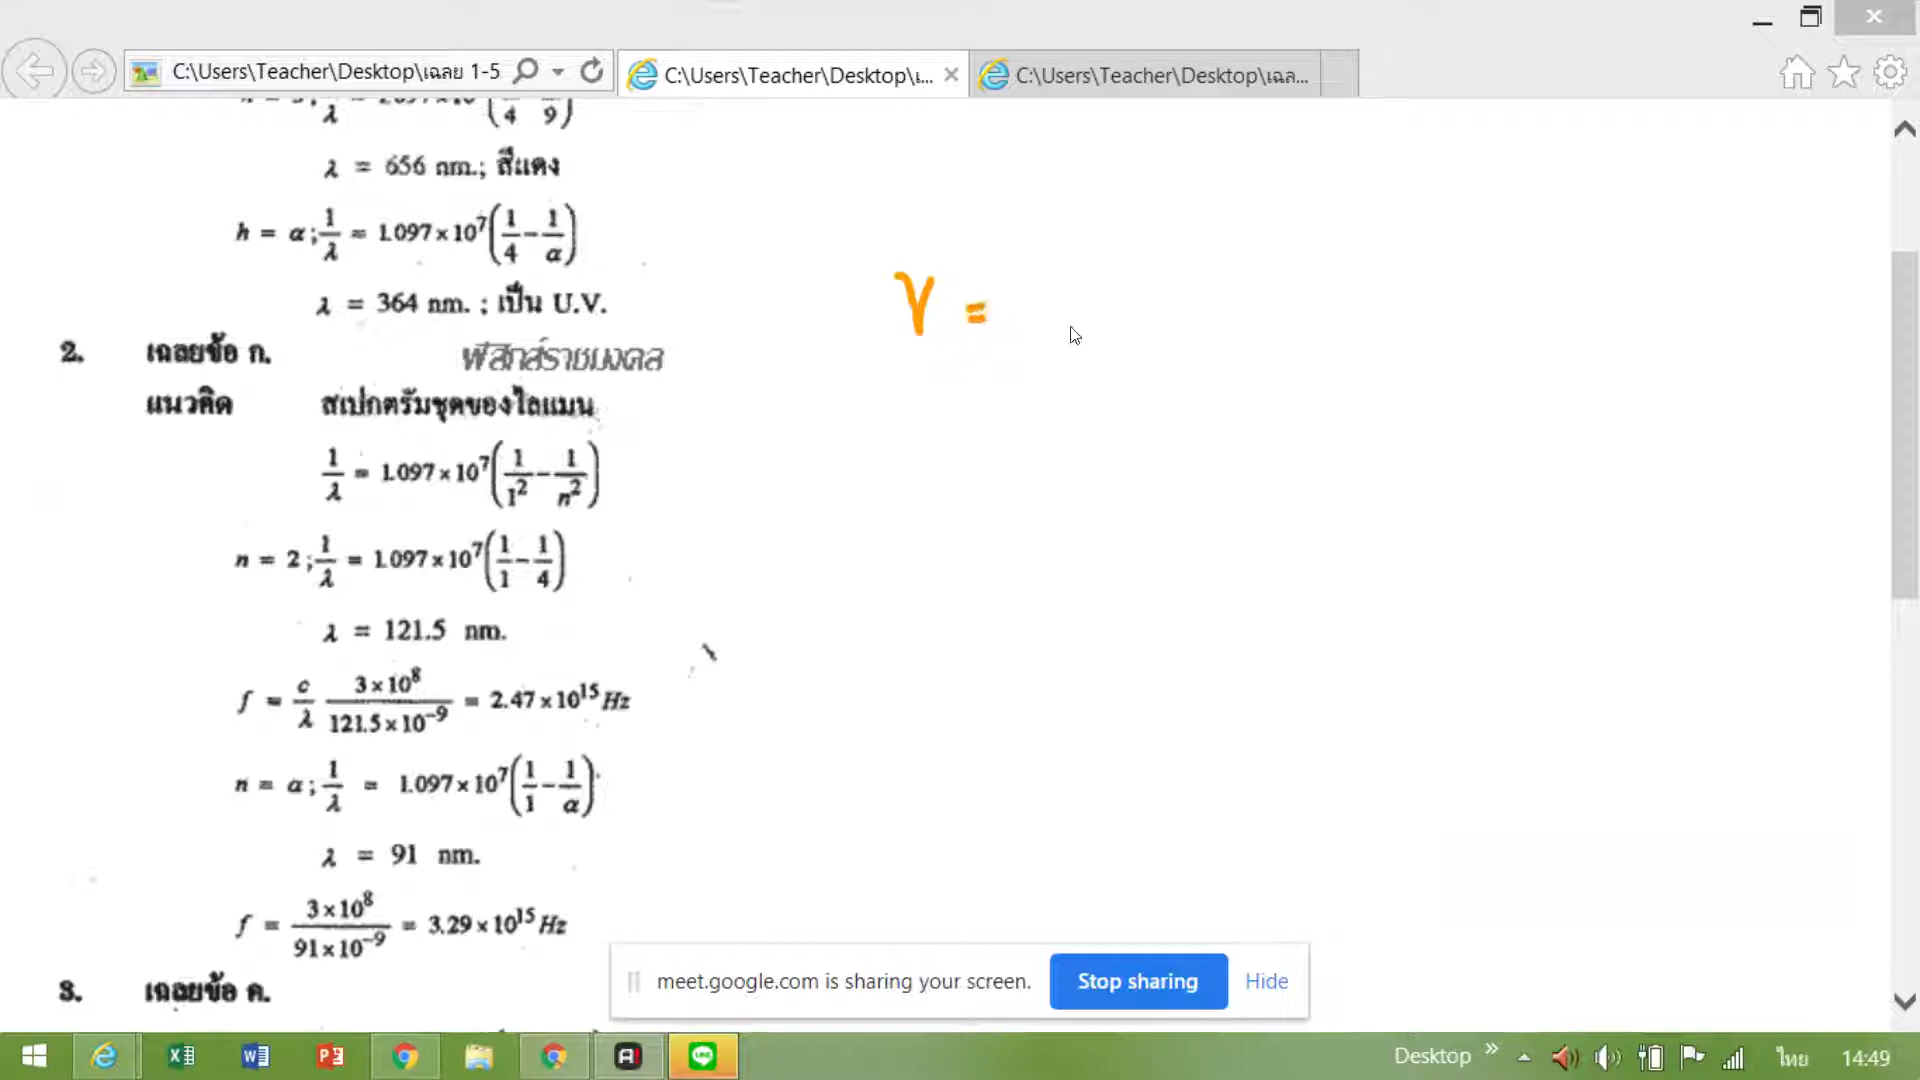 C:\Users\Teacher\Desktop\เฉลย 1-5
C:\Users\Teacher\Desktop\เ...
C:\Users\Teacher\Desktop\เฉล...
λ = 656 nm.; สีแดง
h = α ; 1/λ = 1.097×10⁷(1/4 − 1/α)
λ = 364 nm. ; เป็น U.V.
2. เฉลยข้อ ก.
ฟิสิกส์ราชมงคล
แนวคิด สเปกตรัมชุดของไลแมน
1/λ = 1.097×10⁷(1/1² − 1/n²)
n = 2 ; 1/λ = 1.097×10⁷(1/1 − 1/4)
λ = 121.5 nm.
f = c/λ 3×10⁸/121.5×10⁻⁹ = 2.47×10¹⁵ Hz
n = α ; 1/λ = 1.097×10⁷(1/1 − 1/α)
λ = 91 nm.
f = 3×10⁸/91×10⁻⁹ = 3.29×10¹⁵ Hz
3. เฉลยข้อ ค.
γ =
meet.google.com is sharing your screen.
Stop sharing
Hide
Desktop
ไทย
14:49